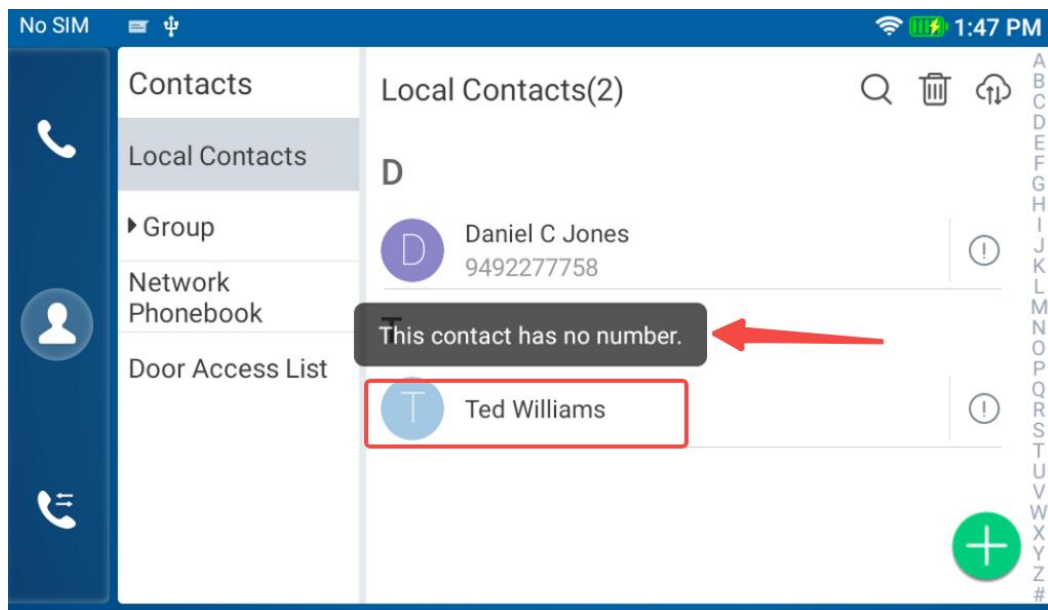 No SIM
1:47 PM
Contacts
Local Contacts
Group
Network
Phonebook
Door Access List
Local Contacts(2)
D
D
Daniel C Jones
9492277758
T
This contact has no number.
T
Ted Williams
A
B
C
D
E
F
G
H
I
J
K
L
M
N
O
P
Q
R
S
T
U
V
W
X
Y
Z
#